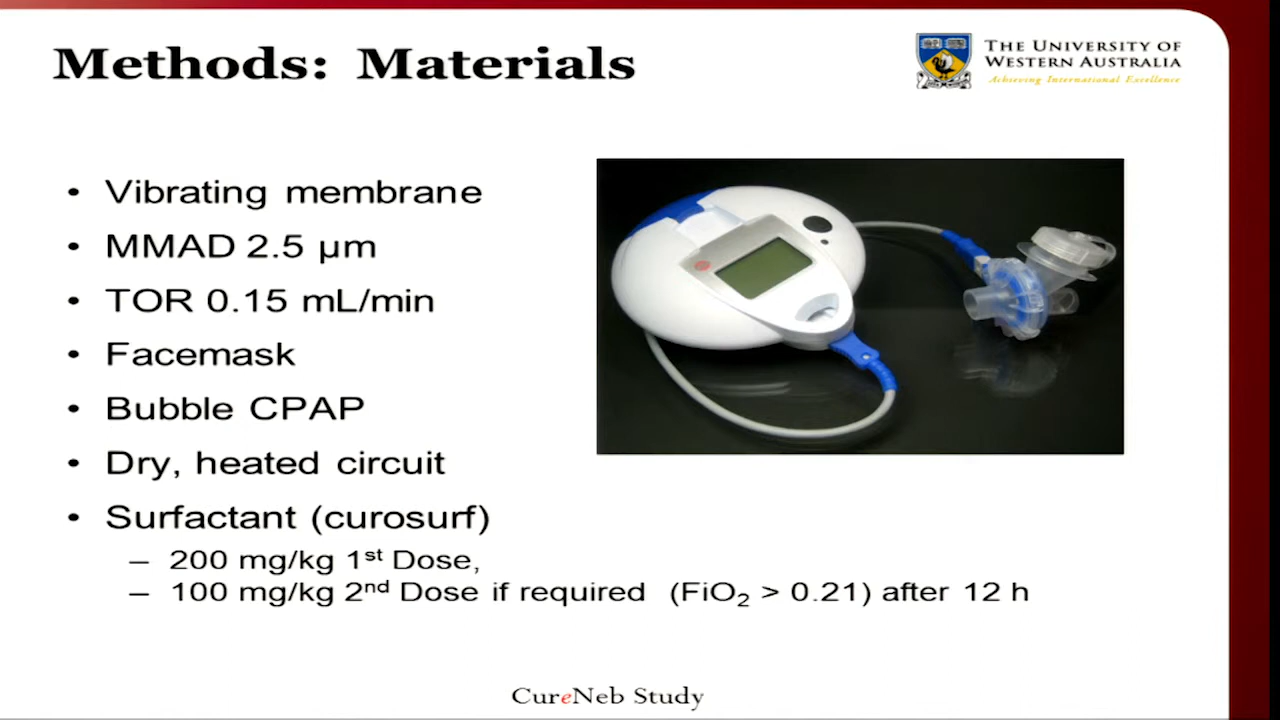 Methods: Materials
THE UNIVERSITY OF
WESTERN AUSTRALIA
Achieving International Excellence
• Vibrating membrane
• MMAD 2.5 µm
• TOR 0.15 mL/min
• Facemask
• Bubble CPAP
• Dry, heated circuit
• Surfactant (curosurf)
– 200 mg/kg 1st Dose,
– 100 mg/kg 2nd Dose if required (FiO2 > 0.21) after 12 h
CureNeb Study